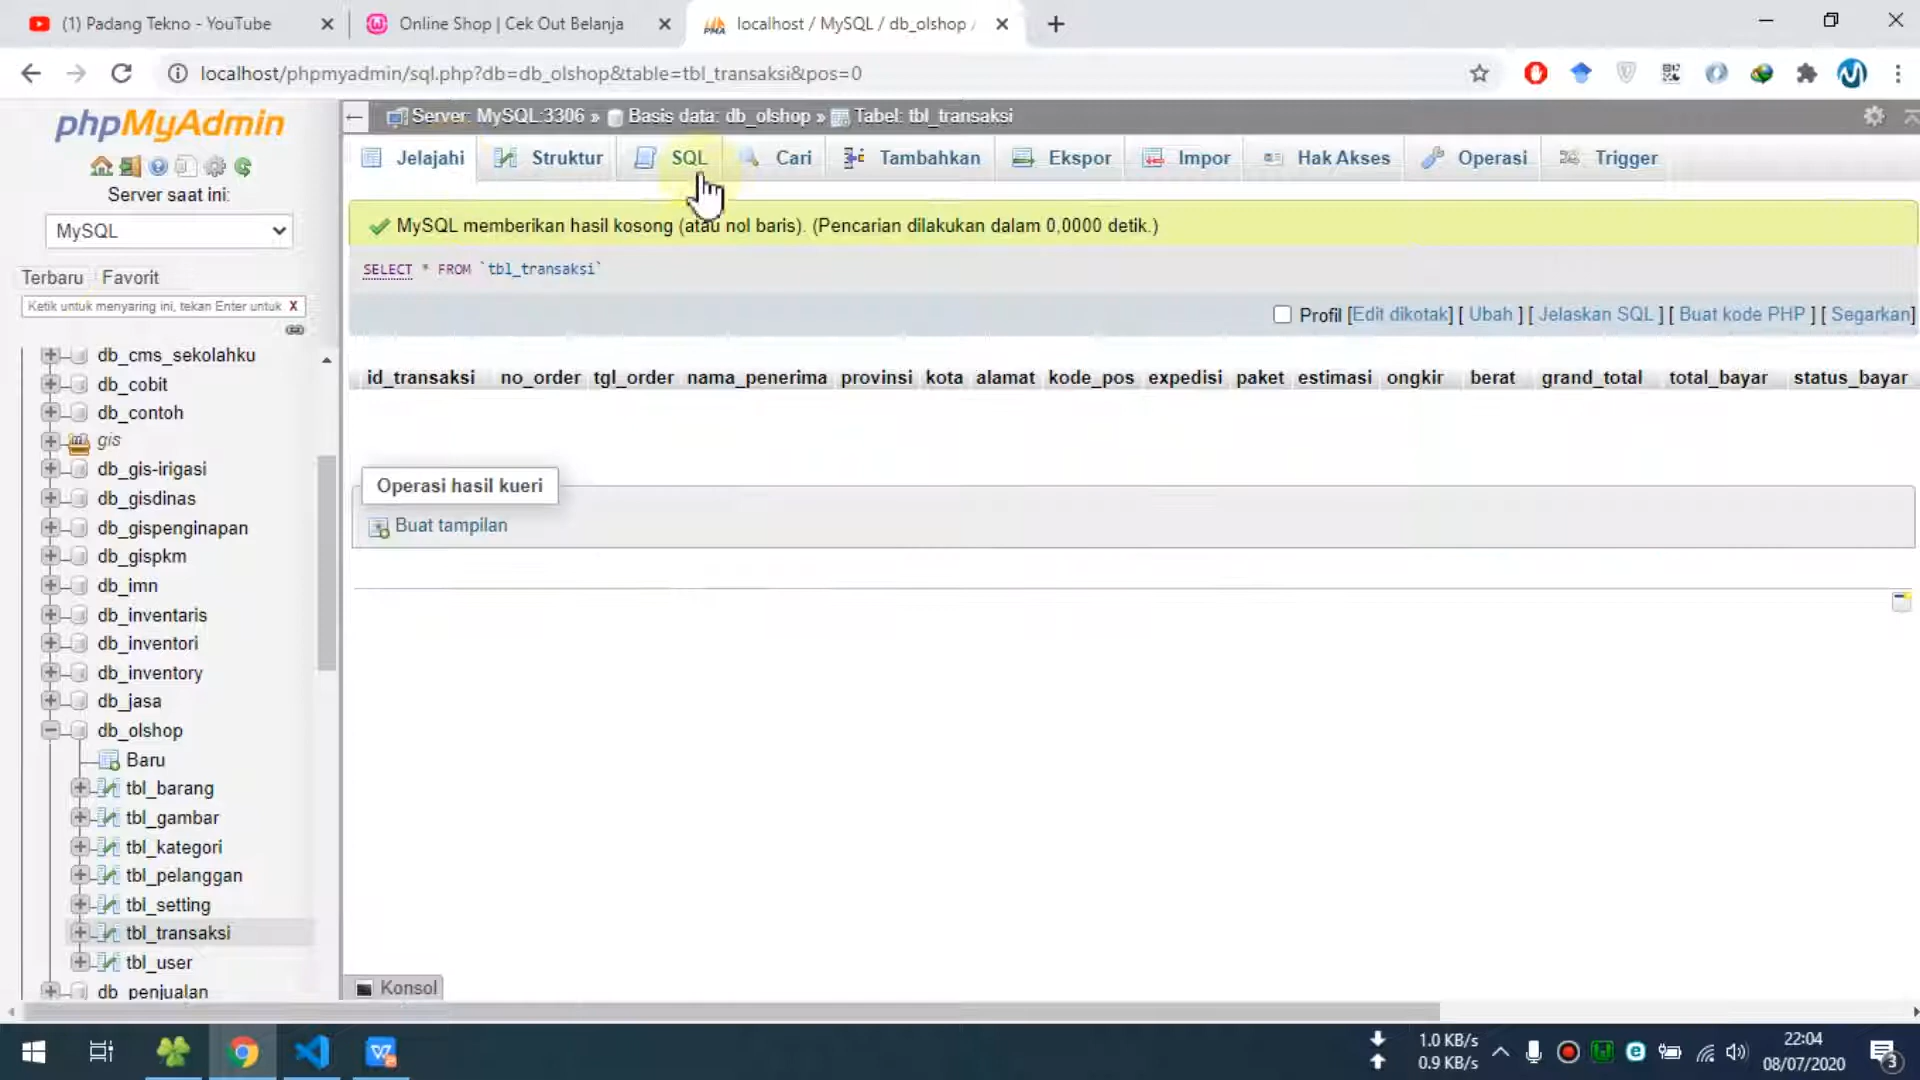 (1) Padang Tekno - YouTube
Online Shop | Cek Out Belanja
localhost / MySQL / db_olshop /
localhost/phpmyadmin/sql.php?db=db_olshop&table=tbl_transaksi&pos=0
phpMyAdmin
Server saat ini:
MySQL
Terbaru Favorit
Ketik untuk menyaring ini, tekan Enter untuk X
db_cms_sekolahku
db_cobit
db_contoh
gis
db_gis-irigasi
db_gisdinas
db_gispenginapan
db_gispkm
db_imn
db_inventaris
db_inventori
db_inventory
db_jasa
db_olshop
Baru
tbl_barang
tbl_gambar
tbl_kategori
tbl_pelanggan
tbl_setting
tbl_transaksi
tbl_user
db_penjualan
Server: MySQL:3306 » Basis data: db_olshop » Tabel: tbl_transaksi
Jelajahi Struktur SQL Cari Tambahkan Ekspor Impor Hak Akses Operasi Trigger
MySQL memberikan hasil kosong (atau nol baris). (Pencarian dilakukan dalam 0,0000 detik.)
SELECT * FROM `tbl_transaksi`
Profil [Edit dikotak] [ Ubah ] [ Jelaskan SQL ] [ Buat kode PHP ] [ Segarkan]
id_transaksi no_order tgl_order nama_penerima provinsi kota alamat kode_pos expedisi paket estimasi ongkir berat grand_total total_bayar status_bayar
Operasi hasil kueri
Buat tampilan
Konsol
1.0 KB/s
0.9 KB/s
22:04
08/07/2020
3